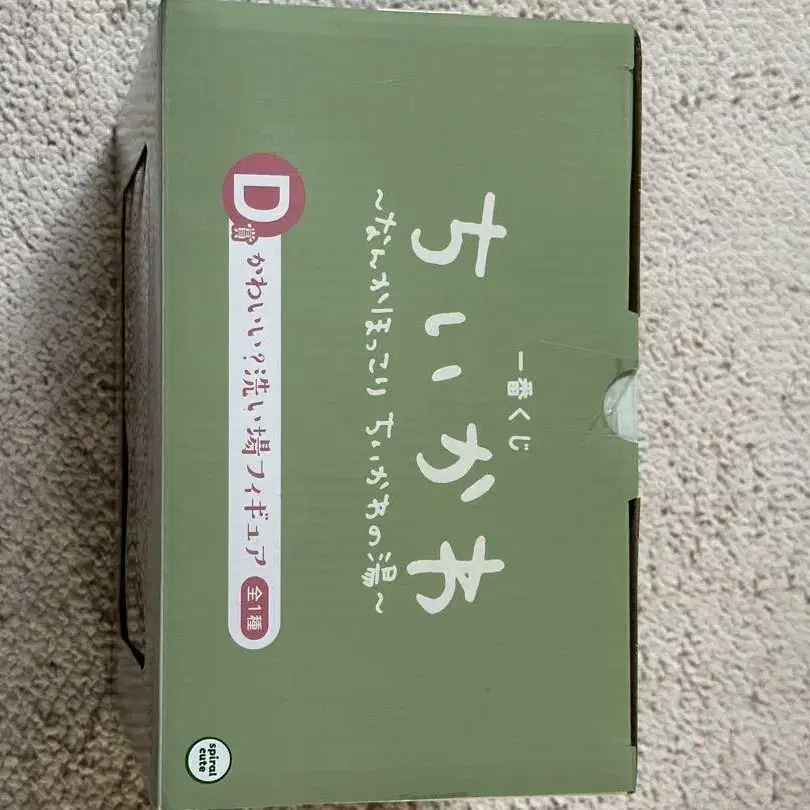 一番くじ
ちいかわ
~なんかほっこり ちいかわの湯~
D賞 かわいい?洗い場フィギュア 全1種
spiral
cute